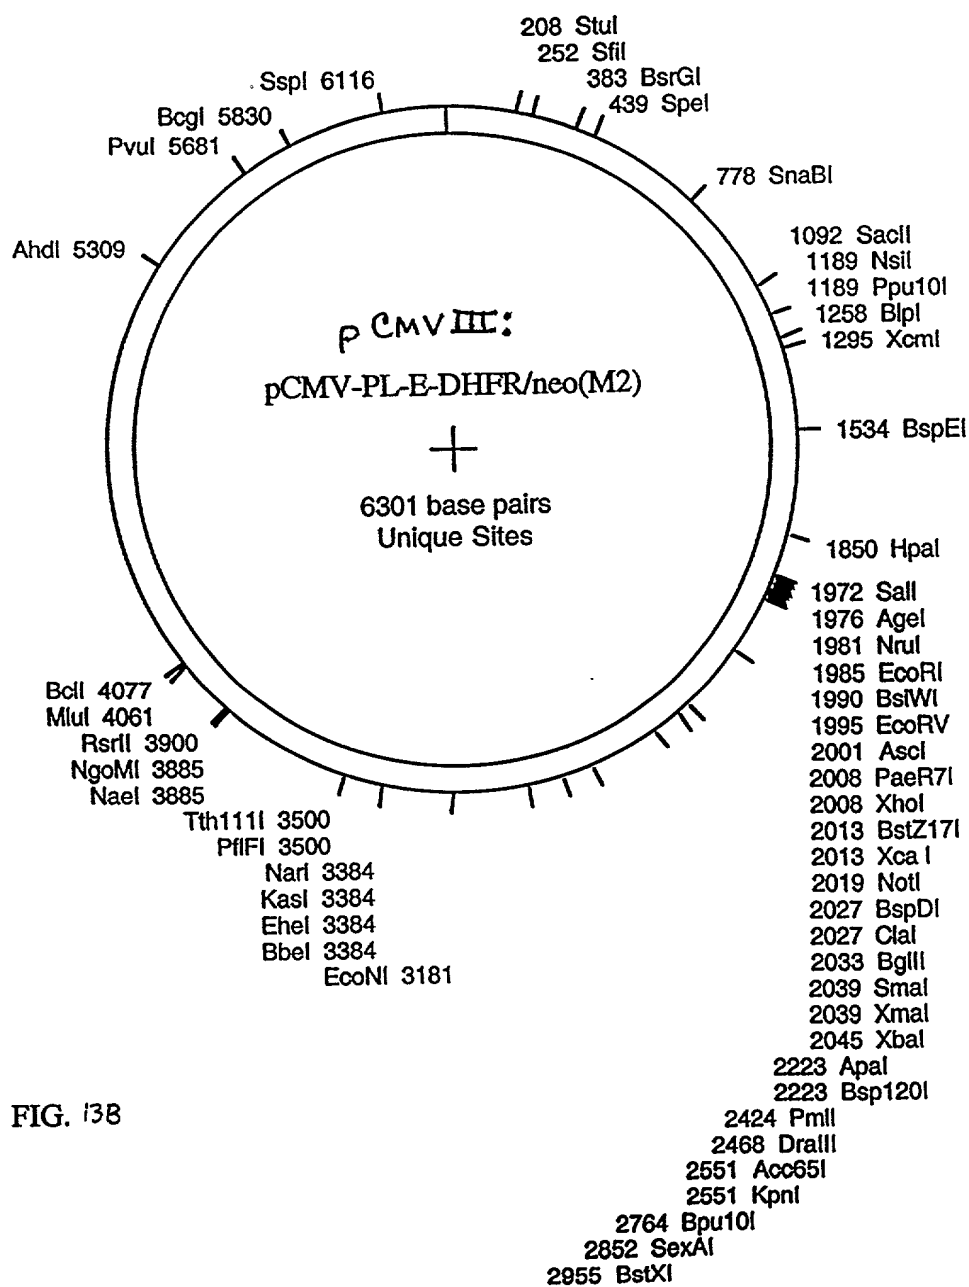 208 StuI
252 SfiI
383 BsrGI
439 SpeI
778 SnaBI
1092 SacII
1189 NsiI
1189 Ppu10I
1258 BlpI
1295 XcmI
1534 BspEI
1850 HpaI
1972 SalI
1976 AgeI
1981 NruI
1985 EcoRI
1990 BsiWI
1995 EcoRV
2001 AscI
2008 PaeR7I
2008 XhoI
2013 BstZ17I
2013 Xca I
2019 NotI
2027 BspDI
2027 ClaI
2033 BglII
2039 SmaI
2039 XmaI
2045 XbaI
2223 ApaI
2223 Bsp120I
2424 PmlI
2468 DraIII
2551 Acc65I
2551 KpnI
2764 Bpu10I
2852 SexAI
2955 BstXI
EcoNI 3181
BbeI 3384
EheI 3384
KasI 3384
NarI 3384
PflFI 3500
Tth111I 3500
NaeI 3885
NgoMI 3885
RsrII 3900
MluI 4061
BclI 4077
AhdI 5309
PvuI 5681
BcgI 5830
SspI 6116
pCMVIII:
pCMV-PL-E-DHFR/neo(M2)
6301 base pairs
Unique Sites
FIG. 13B